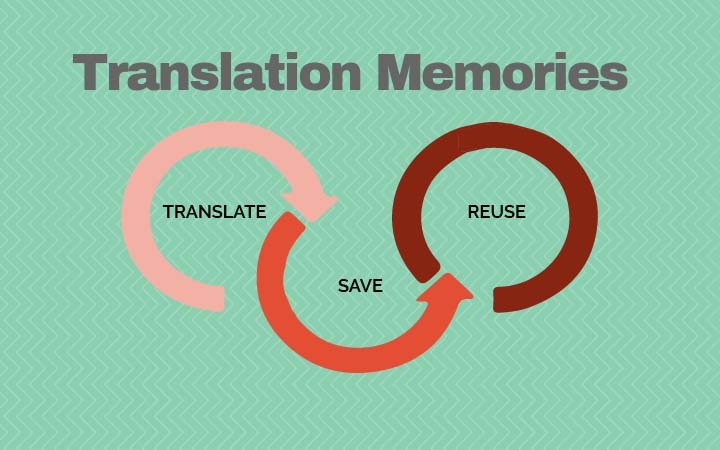 Translation Memories
TRANSLATE
REUSE
SAVE